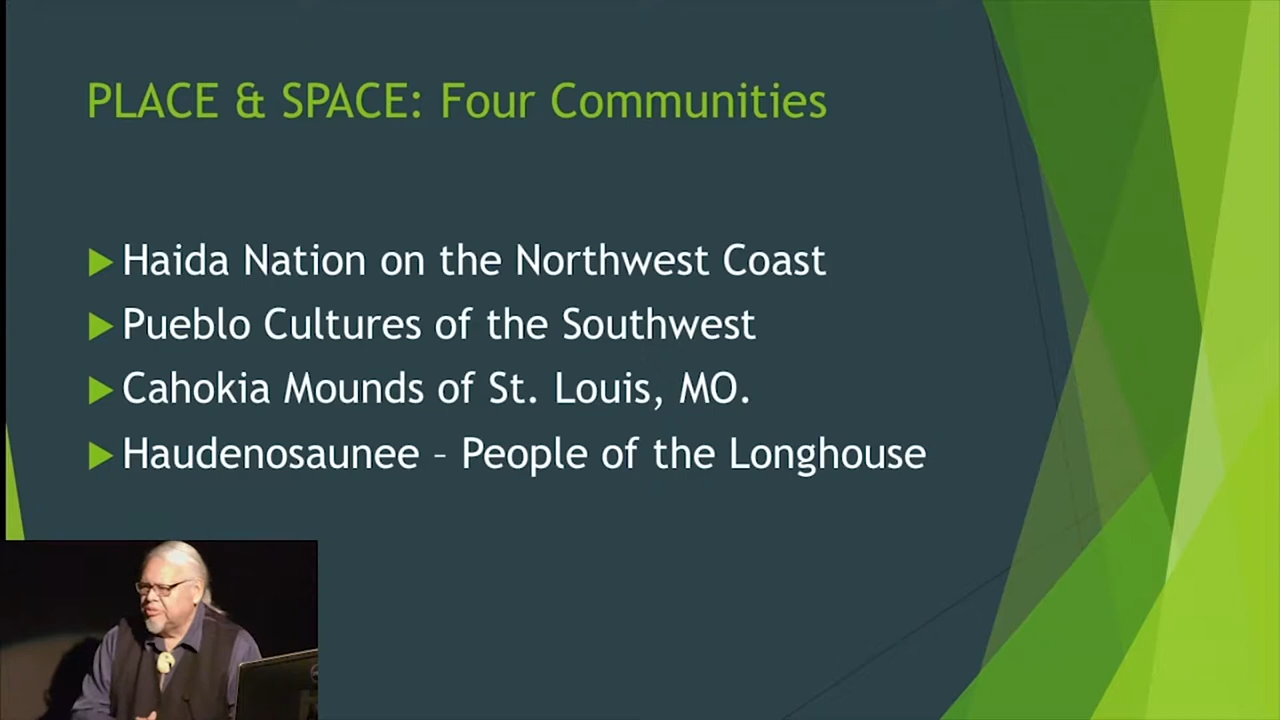 PLACE & SPACE: Four Communities
Haida Nation on the Northwest Coast
Pueblo Cultures of the Southwest
Cahokia Mounds of St. Louis, MO.
Haudenosaunee – People of the Longhouse